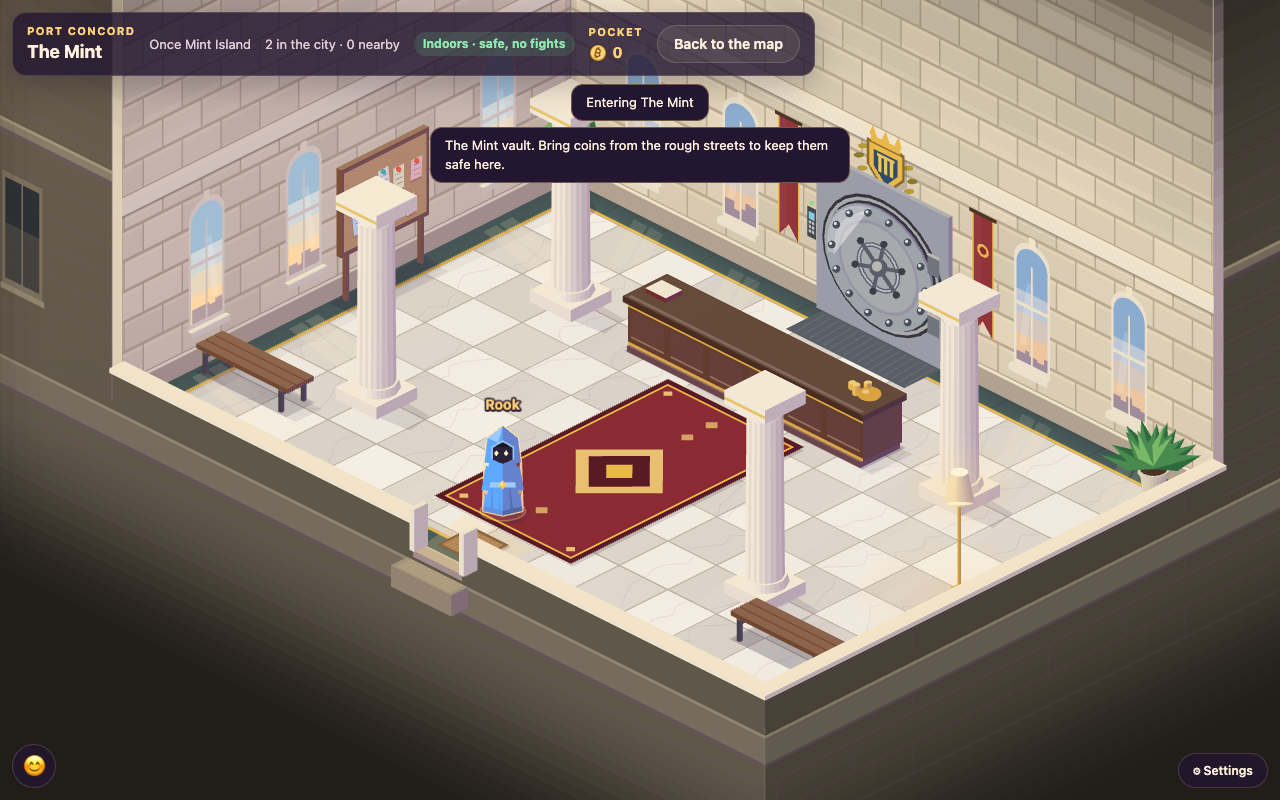 PORT CONCORD
The Mint
Once Mint Island
2 in the city · 0 nearby
Indoors · safe, no fights
POCKET
0
Back to the map
Entering The Mint
The Mint vault. Bring coins from the rough streets to keep them
safe here.
Rook
Settings